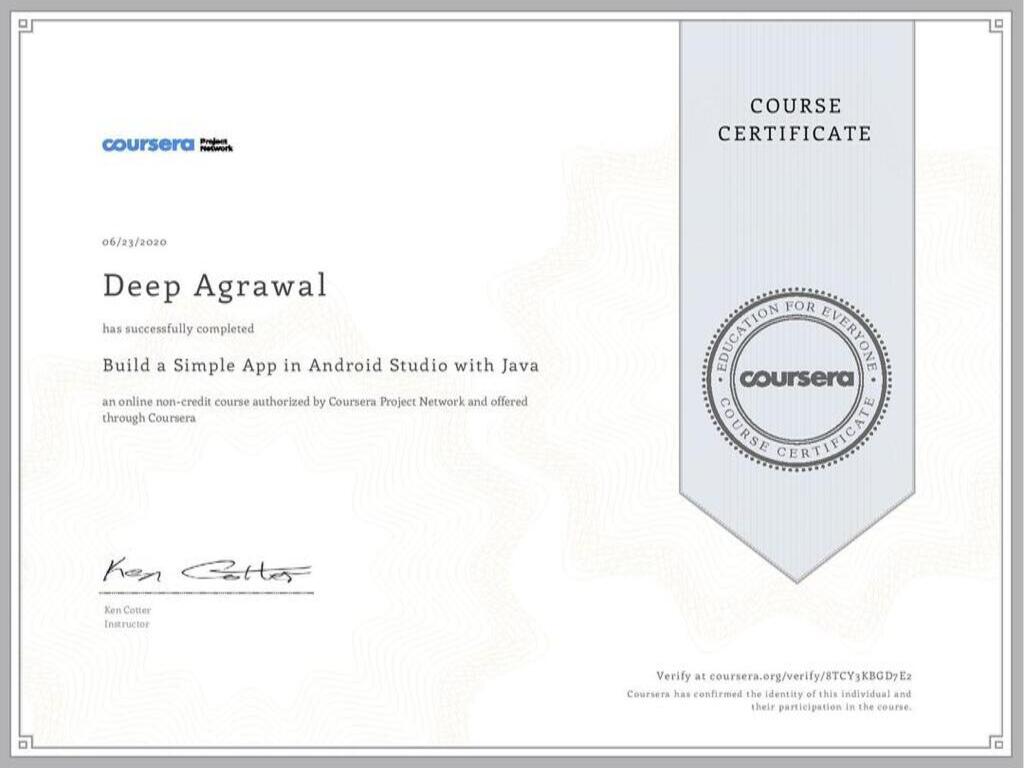 COURSE
CERTIFICATE
coursera Project
Network
06/23/2020
Deep Agrawal
has successfully completed
Build a Simple App in Android Studio with Java
an online non-credit course authorized by Coursera Project Network and offered
through Coursera
EDUCATION FOR EVERYONE
coursera
COURSE CERTIFICATE
Ken Cotter
Ken Cotter
Instructor
Verify at coursera.org/verify/8TCY3KBGD7E2
Coursera has confirmed the identity of this individual and
their participation in the course.